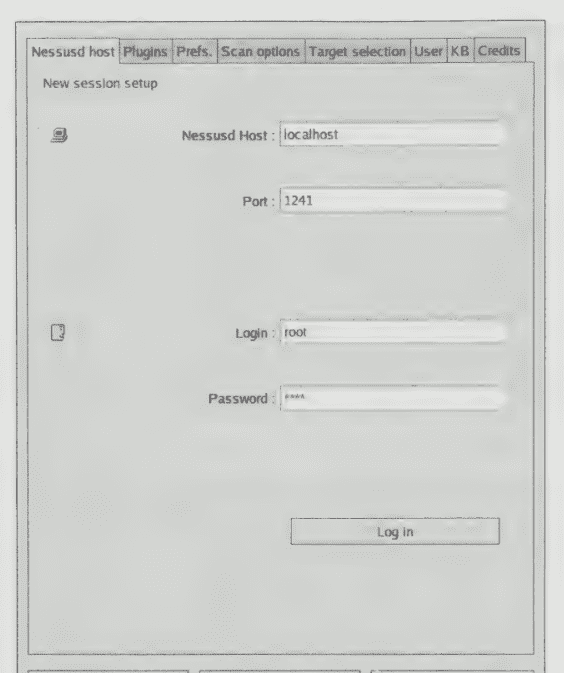 Nessusd host Plugins Prefs. Scan options Target selection User KB Credits
New session setup
Nessusd Host : localhost
Port : 1241
Login : root
Password : ****
Log in